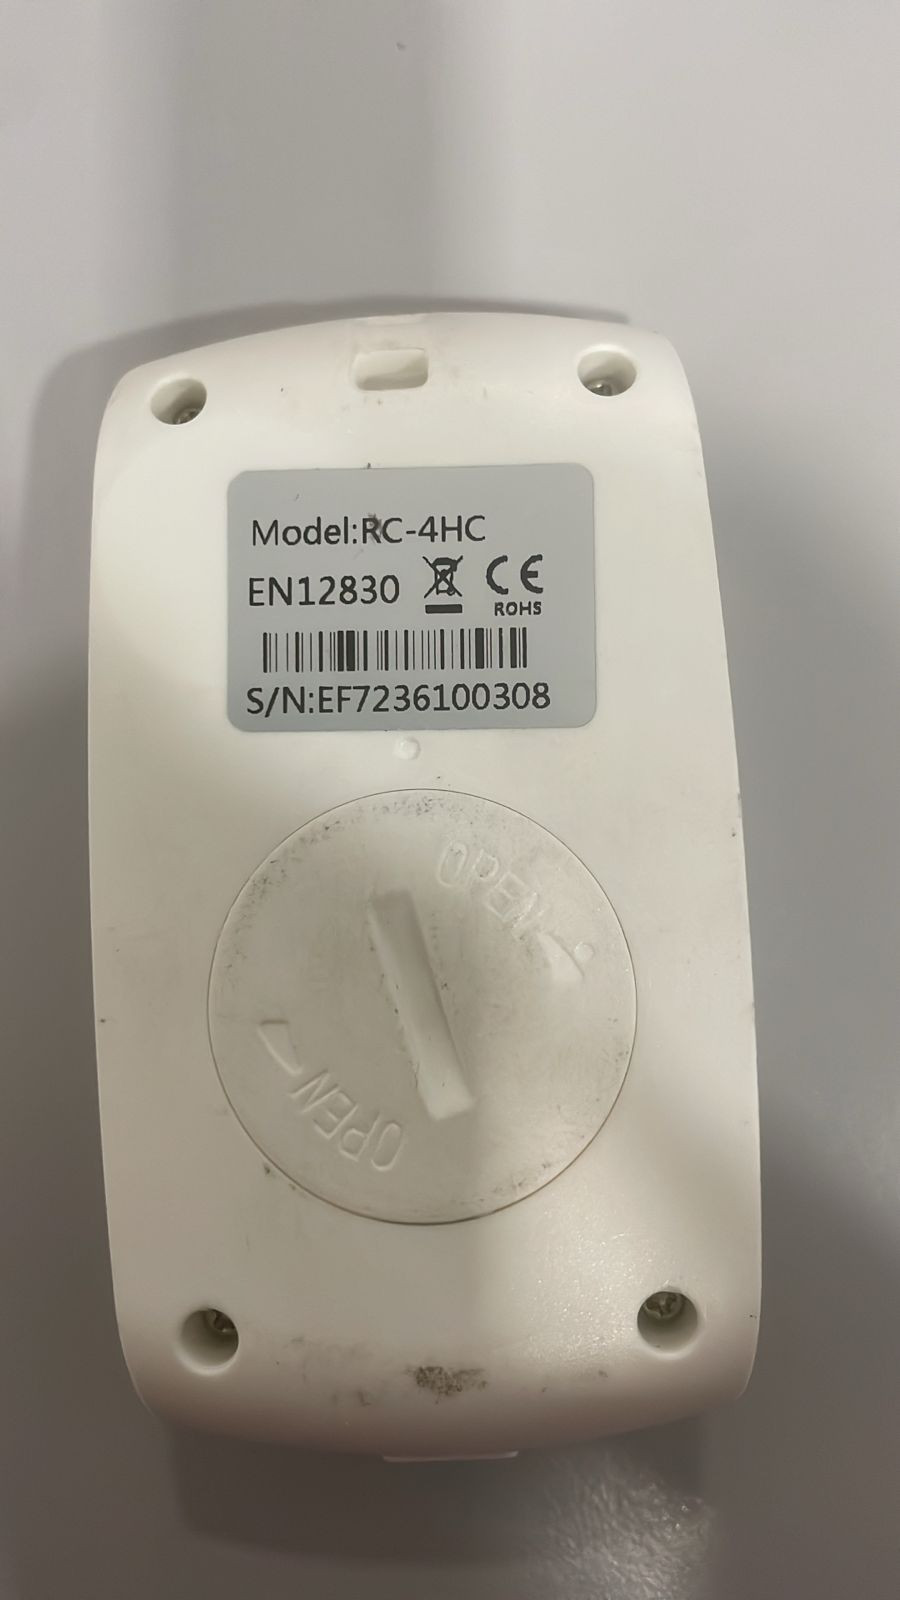 Model:RC-4HC
EN12830 CE
ROHS
S/N:EF7236100308
OPEN
OPEN